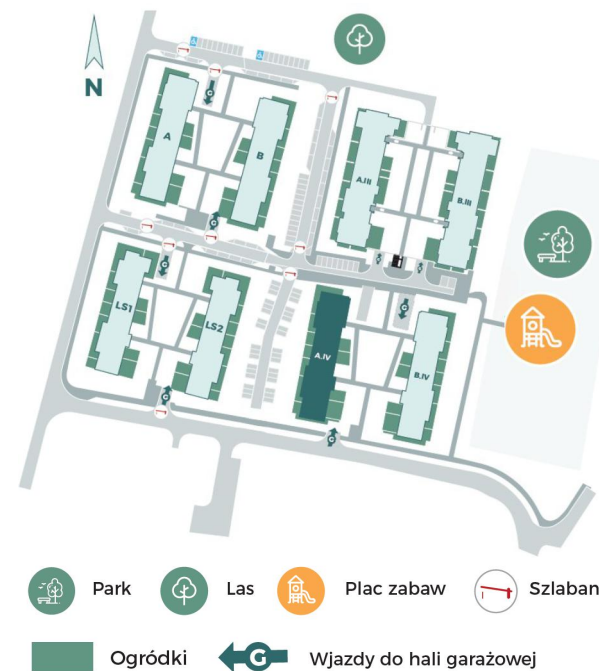 N
A
B
A.III
B.III
LS1
LS2
A.IV
B.IV
G
G
G
G
G
G
G
Park
Las
Plac zabaw
Szlaban
Ogródki
G
Wjazdy do hali garażowej